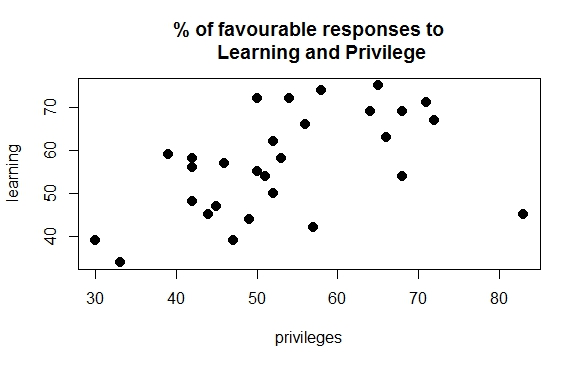 % of favourable responses to
Learning and Privilege
learning
70
60
50
40
30 40 50 60 70 80
privileges